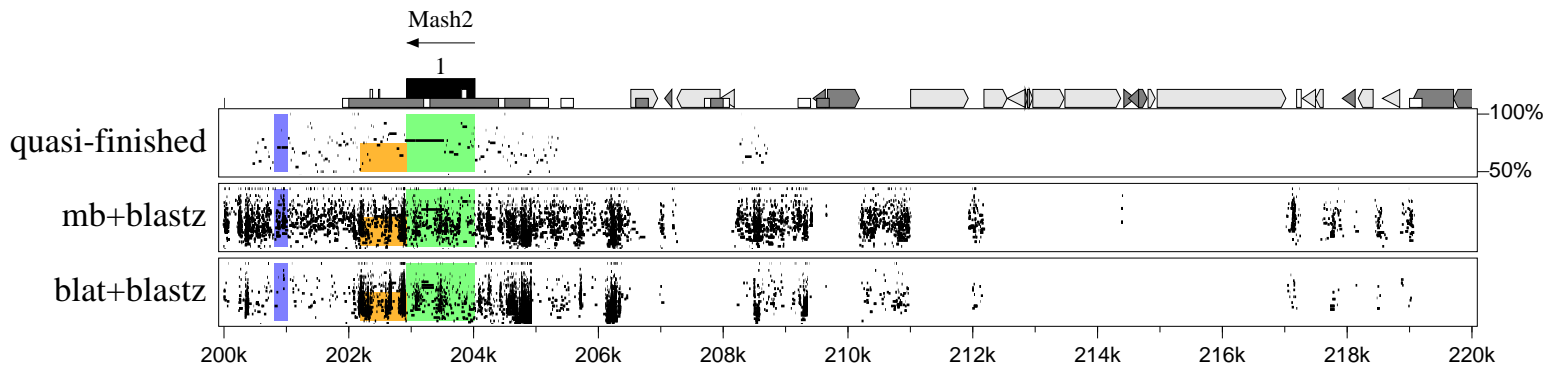 Mash2
1
100%
quasi-finished
50%
mb+blastz
blat+blastz
200k 202k 204k 206k 208k 210k 212k 214k 216k 218k 220k